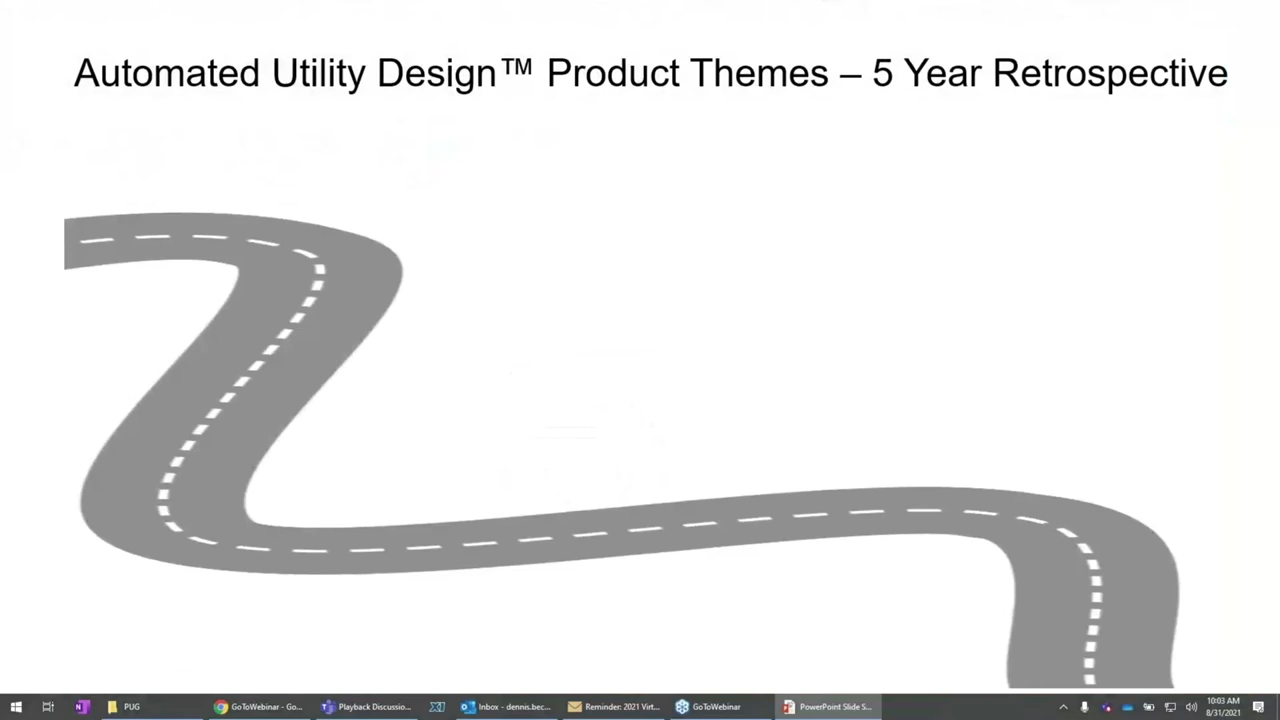 Automated Utility Design™ Product Themes – 5 Year Retrospective
PUG
GoToWebinar - Go...
Playback Discussio...
Inbox - dennis.bec...
Reminder: 2021 Virt...
GoToWebinar
PowerPoint Slide S...
10:03 AM
8/31/2021